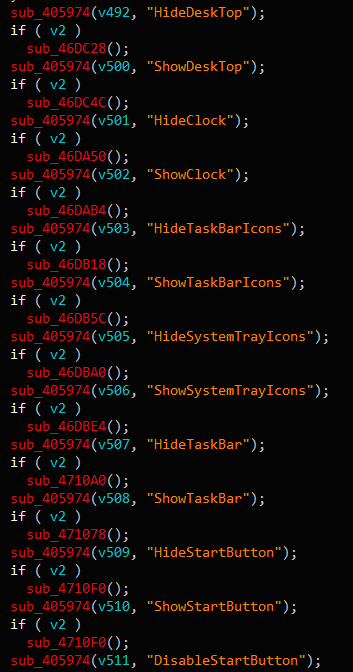 sub_405974(v492, "HideDeskTop");
if ( v2 )
sub_46DC28();
sub_405974(v500, "ShowDeskTop");
if ( v2 )
sub_46DC4C();
sub_405974(v501, "HideClock");
if ( v2 )
sub_46DA50();
sub_405974(v502, "ShowClock");
if ( v2 )
sub_46DAB4();
sub_405974(v503, "HideTaskBarIcons");
if ( v2 )
sub_46DB18();
sub_405974(v504, "ShowTaskBarIcons");
if ( v2 )
sub_46DB5C();
sub_405974(v505, "HideSystemTrayIcons");
if ( v2 )
sub_46DBA0();
sub_405974(v506, "ShowSystemTrayIcons");
if ( v2 )
sub_46DBE4();
sub_405974(v507, "HideTaskBar");
if ( v2 )
sub_4710A0();
sub_405974(v508, "ShowTaskBar");
if ( v2 )
sub_471078();
sub_405974(v509, "HideStartButton");
if ( v2 )
sub_4710F0();
sub_405974(v510, "ShowStartButton");
if ( v2 )
sub_4710F0();
sub_405974(v511, "DisableStartButton");